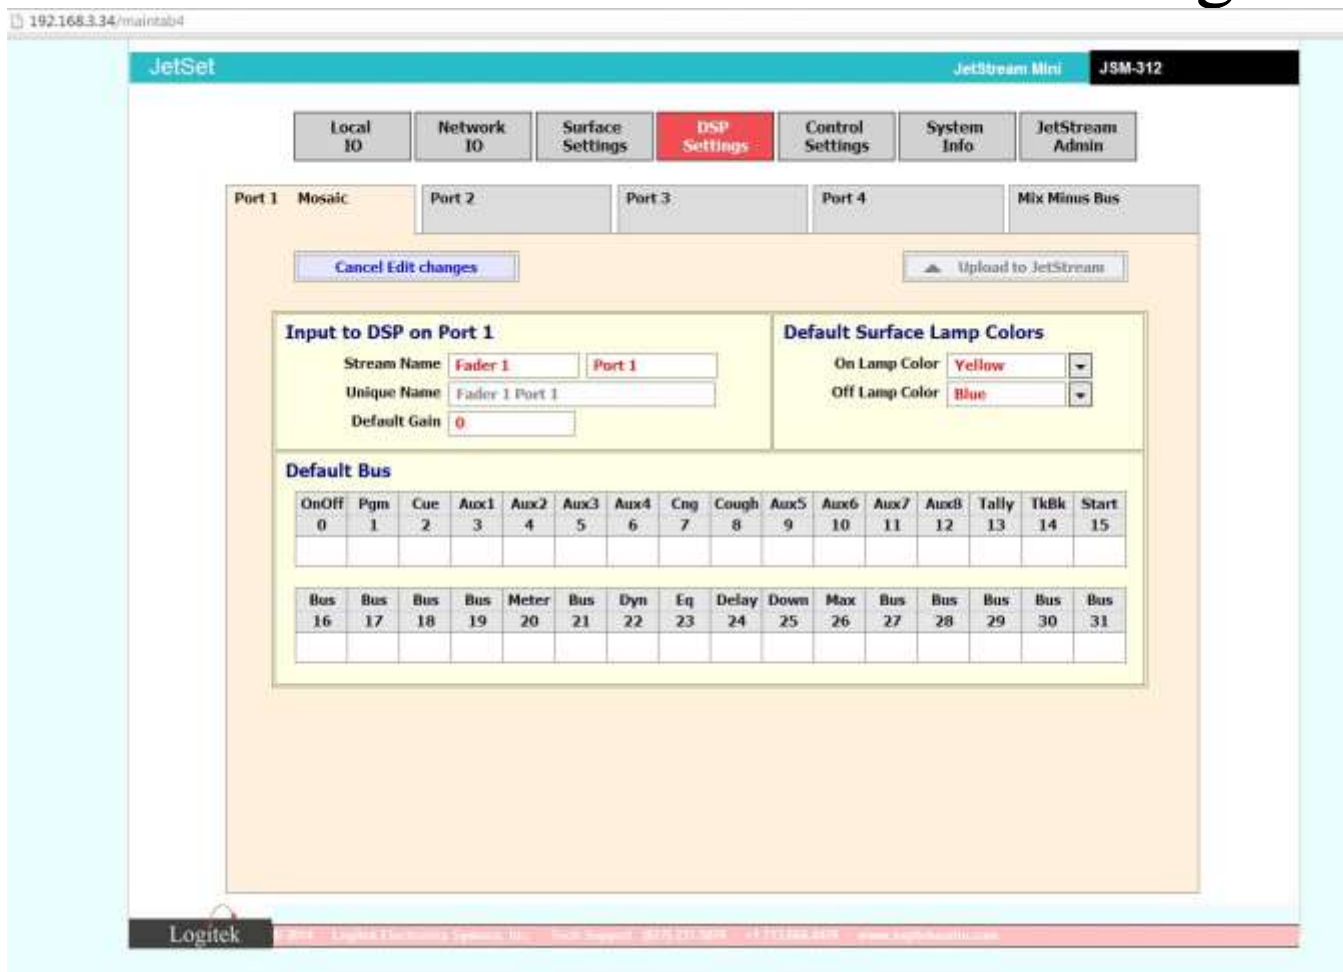 192.168.3.34/maintab4
JetSet JetStream Mini JSM-312
Local IO Network IO Surface Settings DSP Settings Control Settings System Info JetStream Admin
Port 1 Mosaic Port 2 Port 3 Port 4 Mix Minus Bus
Cancel Edit changes Upload to JetStream
Input to DSP on Port 1 Default Surface Lamp Colors
Stream Name Fader 1 Port 1 On Lamp Color Yellow
Unique Name Fader 1 Port 1 Off Lamp Color Blue
Default Gain 0
Default Bus
OnOff Pgm Cue Aux1 Aux2 Aux3 Aux4 Cng Cough Aux5 Aux6 Aux7 Aux8 Tally TkBk Start
0 1 2 3 4 5 6 7 8 9 10 11 12 13 14 15
Bus Bus Bus Bus Meter Bus Dyn Eq Delay Down Max Bus Bus Bus Bus Bus
16 17 18 19 20 21 22 23 24 25 26 27 28 29 30 31
Logitek Logitek Electronics Systems, Inc. Tech Support